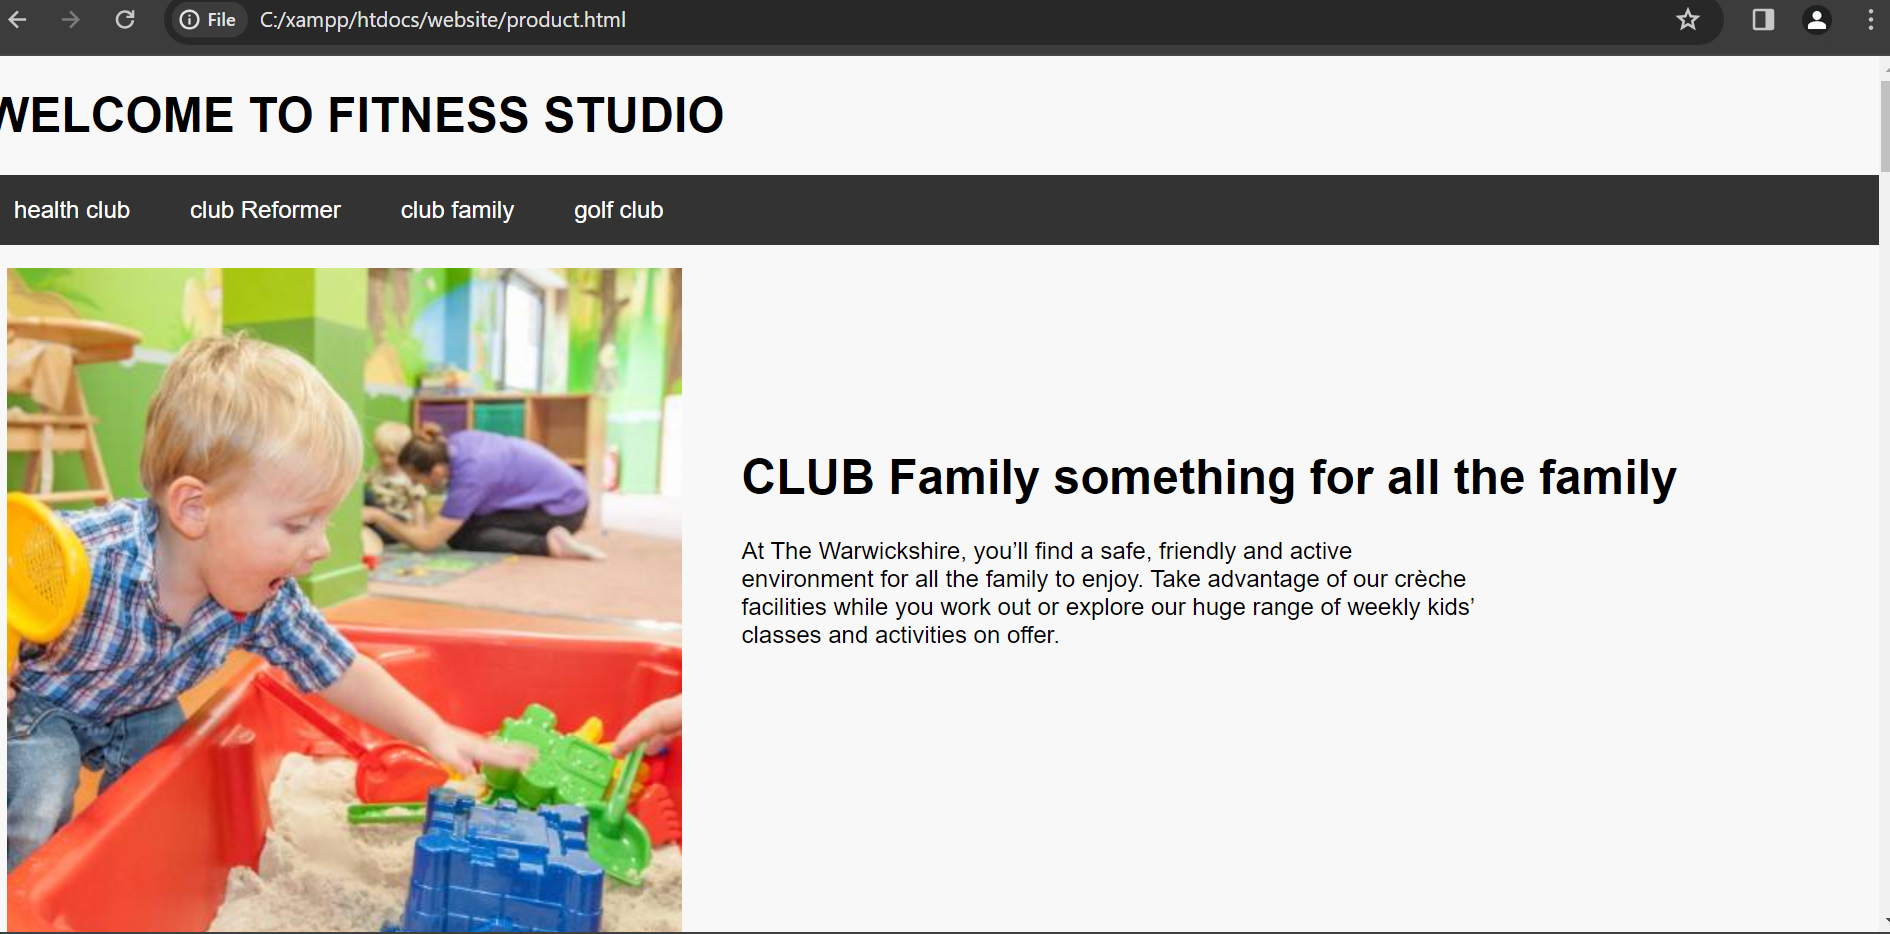 File C:/xampp/htdocs/website/product.html
WELCOME TO FITNESS STUDIO
health club club Reformer club family golf club
CLUB Family something for all the family
At The Warwickshire, you’ll find a safe, friendly and active
environment for all the family to enjoy. Take advantage of our crèche
facilities while you work out or explore our huge range of weekly kids’
classes and activities on offer.